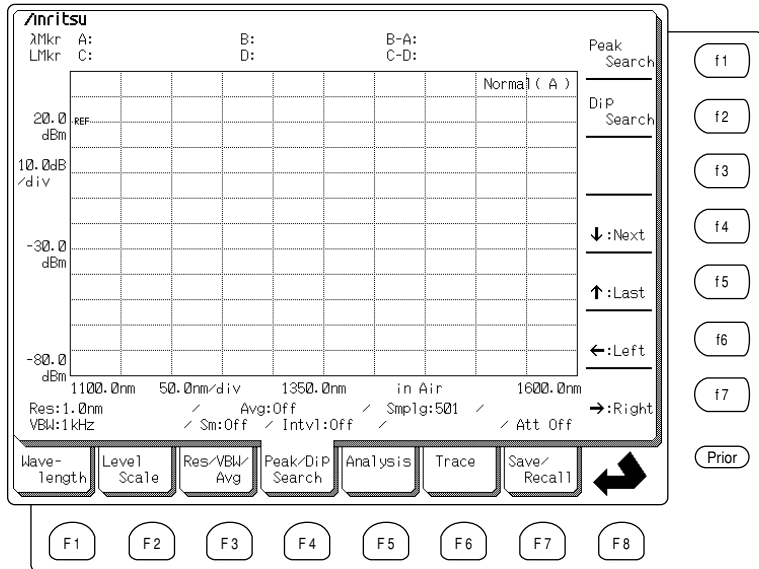 Anritsu
λMkr A: B: B-A:
LMkr C: D: C-D:
Normal ( A )
20.0
dBm
REF
10.0dB
/div
-30.0
dBm
-80.0
dBm
1100.0nm 50.0nm/div 1350.0nm in Air 1600.0nm
Res:1.0nm / Avg:Off / Smplg:501 /
VBW:1kHz / Sm:Off / Intvl:Off / / Att Off
Peak
Search
Dip
Search
↓:Next
↑:Last
←:Left
→:Right
f1
f2
f3
f4
f5
f6
f7
Prior
Wave-
length
Level
Scale
Res/VBW/
Avg
Peak/Dip
Search
Analysis
Trace
Save/
Recall
F1
F2
F3
F4
F5
F6
F7
F8